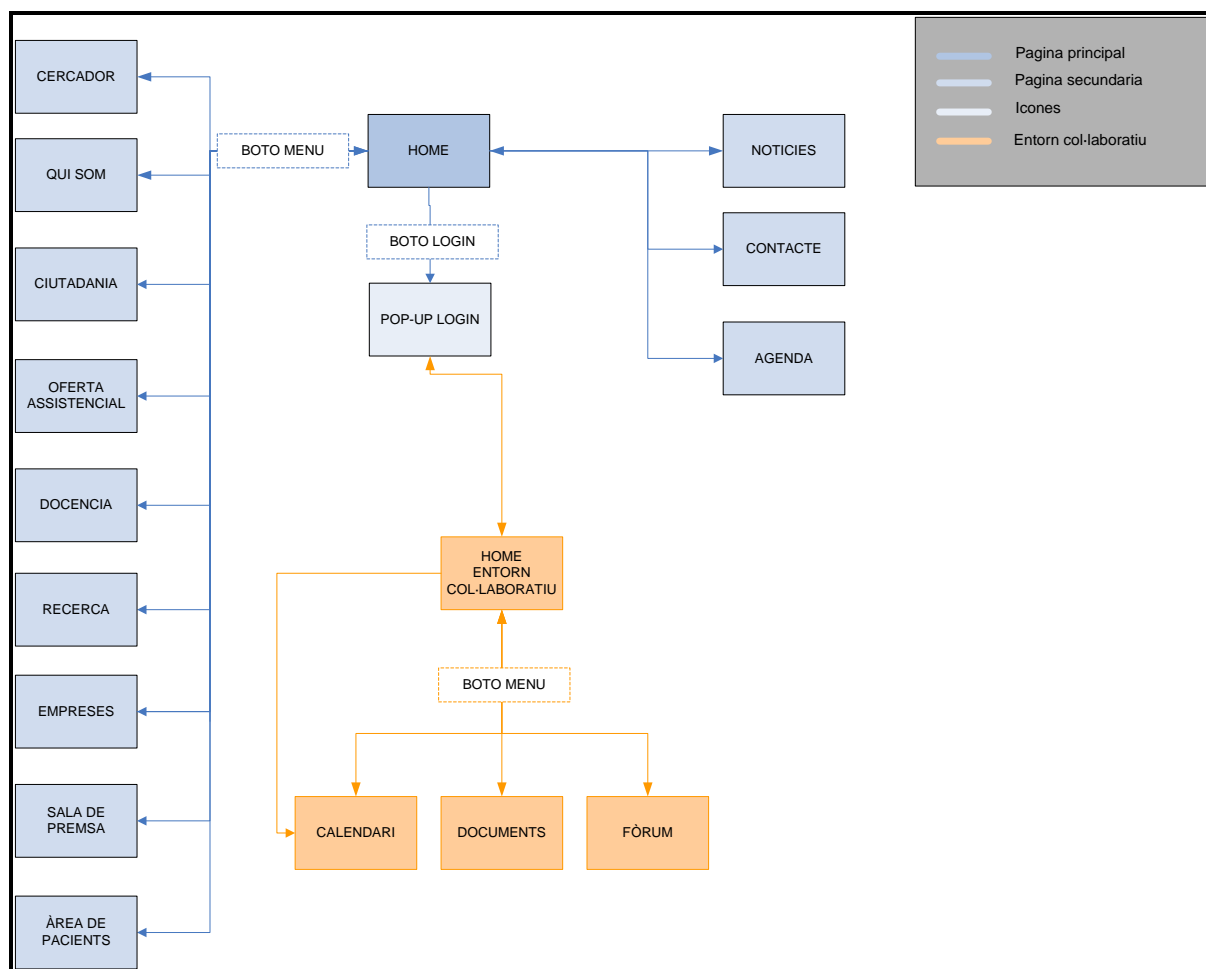 CERCADOR
QUI SOM
CIUTADANIA
OFERTA
ASSISTENCIAL
DOCENCIA
RECERCA
EMPRESES
SALA DE
PREMSA
ÀREA DE
PACIENTS
BOTO MENU
HOME
BOTO LOGIN
POP-UP LOGIN
NOTICIES
CONTACTE
AGENDA
HOME
ENTORN
COL·LABORATIU
BOTO MENU
CALENDARI
DOCUMENTS
FÒRUM
Pagina principal
Pagina secundaria
Icones
Entorn col·laboratiu